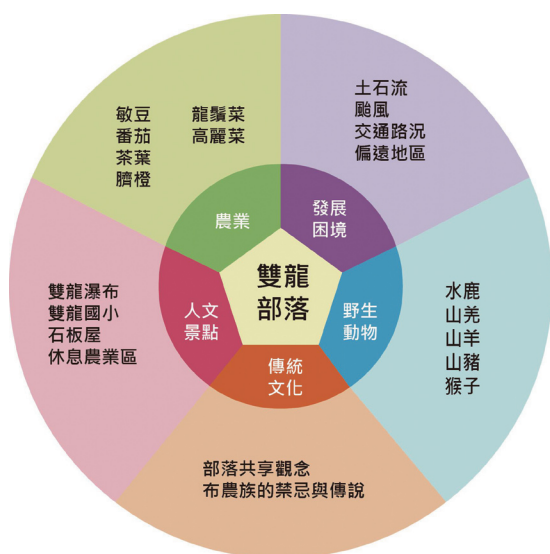 雙龍
部落
農業
敏豆
番茄
茶葉
臍橙
龍鬚菜
高麗菜
發展
困境
土石流
颱風
交通路況
偏遠地區
野生
動物
水鹿
山羌
山羊
山豬
猴子
傳統
文化
部落共享觀念
布農族的禁忌與傳說
人文
景點
雙龍瀑布
雙龍國小
石板屋
休息農業區